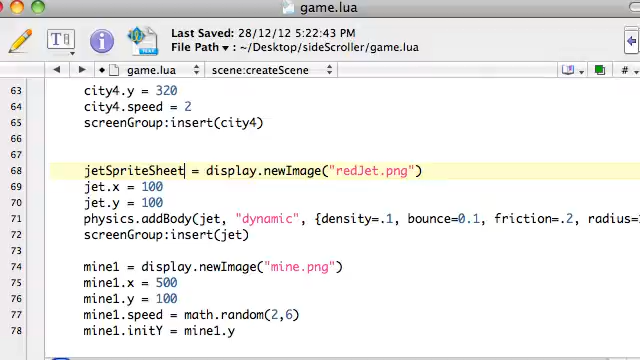 game.lua
Last Saved: 28/12/12 5:22:43 PM
File Path ▾: ~/Desktop/sideScroller/game.lua
game.lua scene:createScene
63 city4.y = 320
64 city4.speed = 2
65 screenGroup:insert(city4)
66
67
68 jetSpriteSheet = display.newImage("redJet.png")
69 jet.x = 100
70 jet.y = 100
71 physics.addBody(jet, "dynamic", {density=.1, bounce=0.1, friction=.2, radius=
72 screenGroup:insert(jet)
73
74 mine1 = display.newImage("mine.png")
75 mine1.x = 500
76 mine1.y = 100
77 mine1.speed = math.random(2,6)
78 mine1.initY = mine1.y